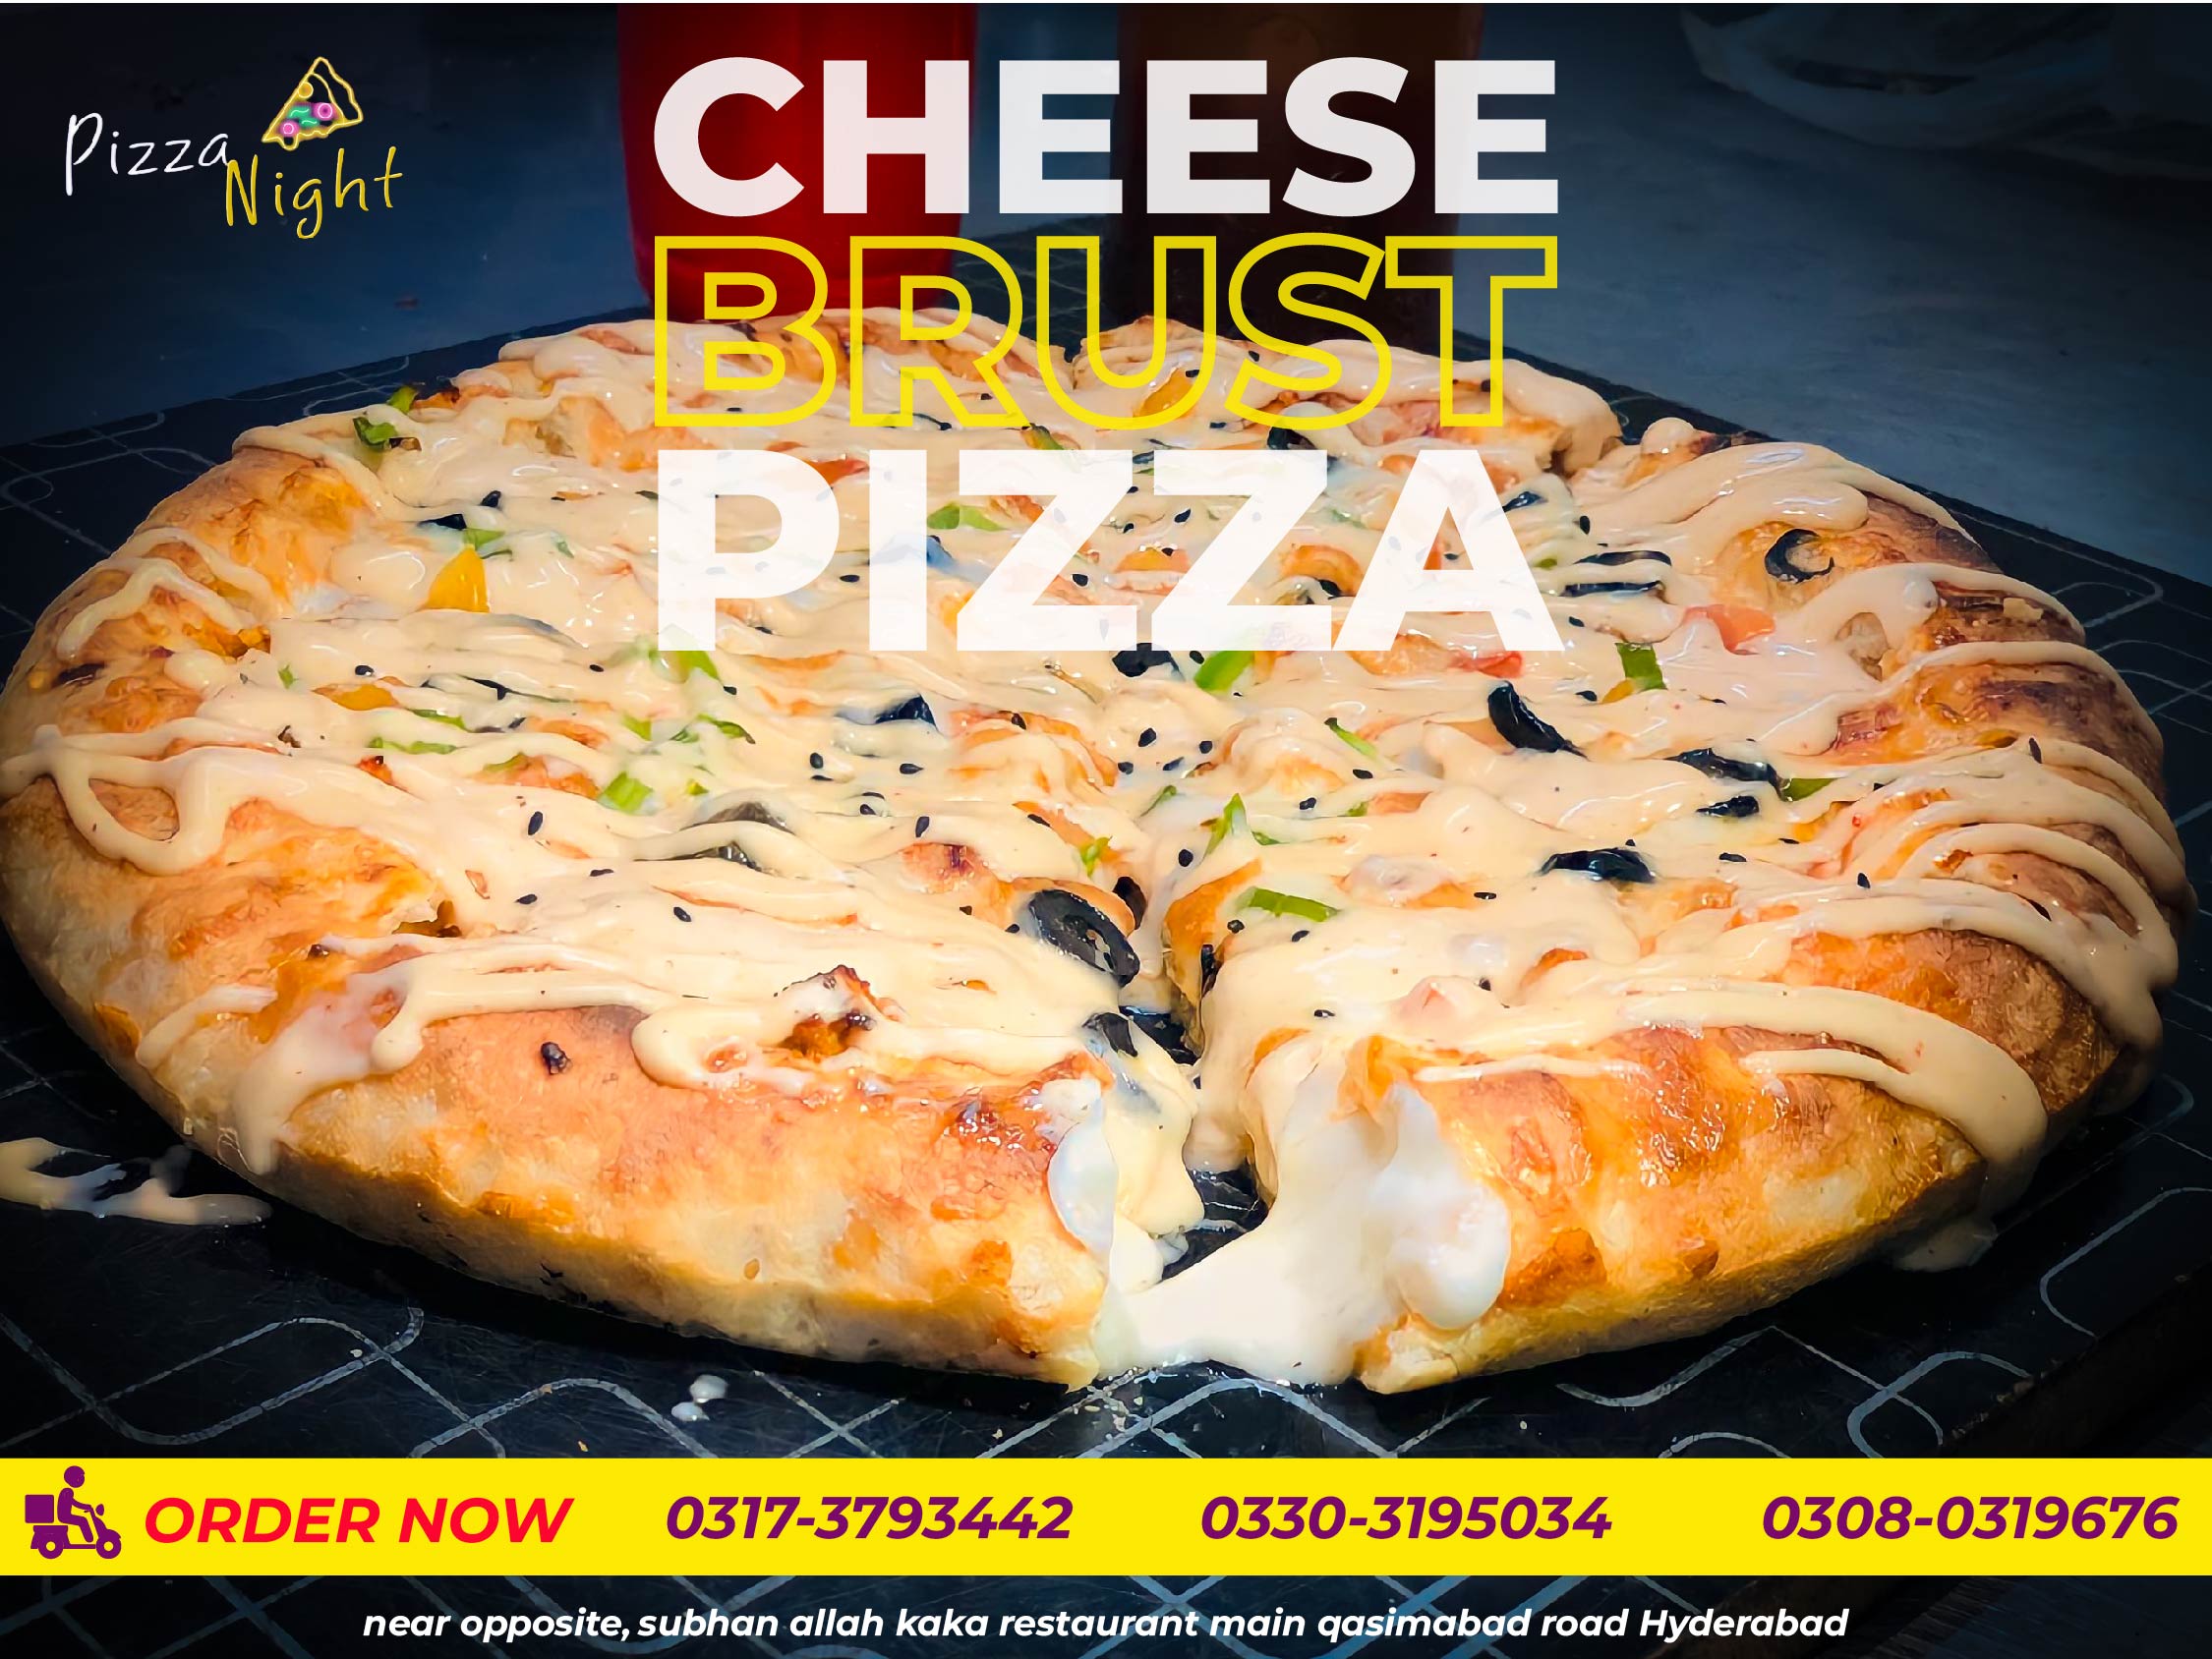 Pizza
Night
CHEESE
BRUST
PIZZA
ORDER NOW 0317-3793442 0330-3195034 0308-0319676
near opposite, subhan allah kaka restaurant main qasimabad road Hyderabad